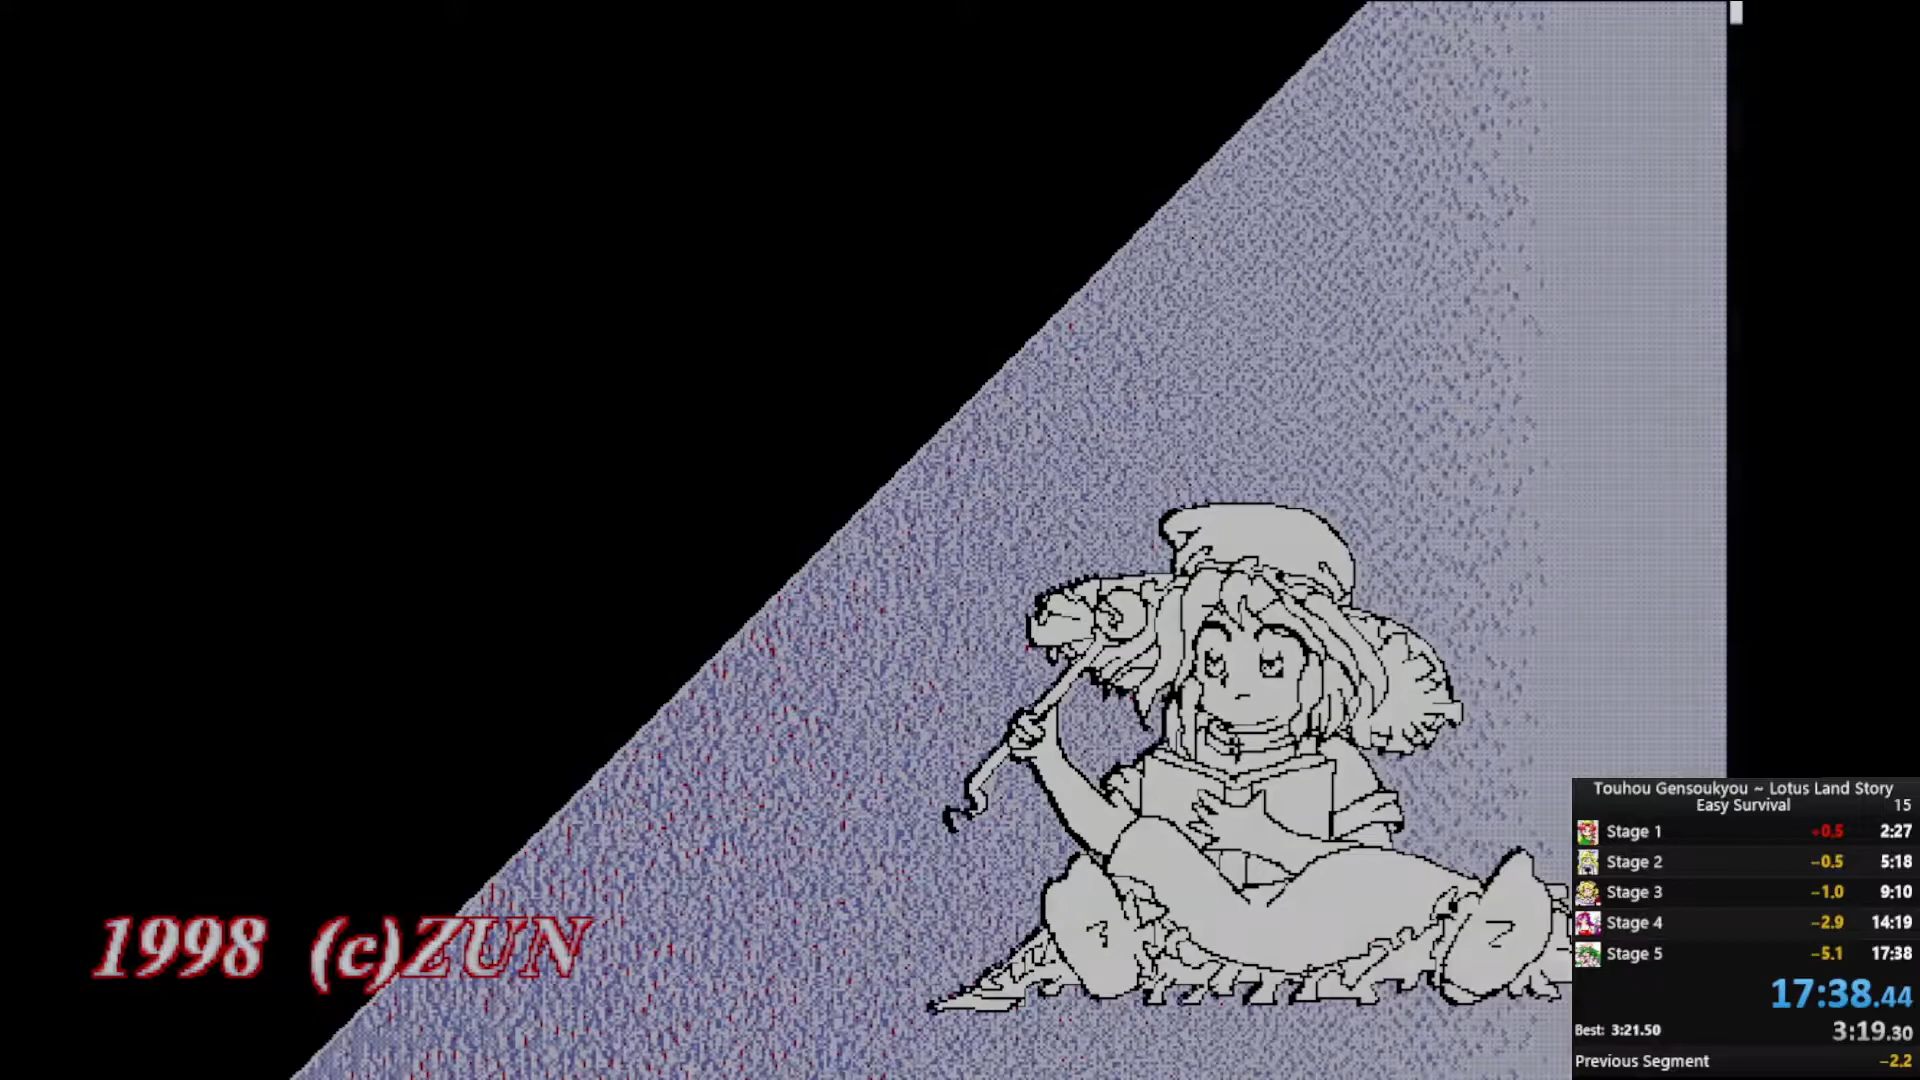 1998 (c)ZUN
Touhou Gensoukyou ~ Lotus Land Story
Easy Survival 15
Stage 1 +0.5 2:27
Stage 2 −0.5 5:18
Stage 3 −1.0 9:10
Stage 4 −2.9 14:19
Stage 5 −5.1 17:38
17:38.44
Best: 3:21.50 3:19.30
Previous Segment −2.2